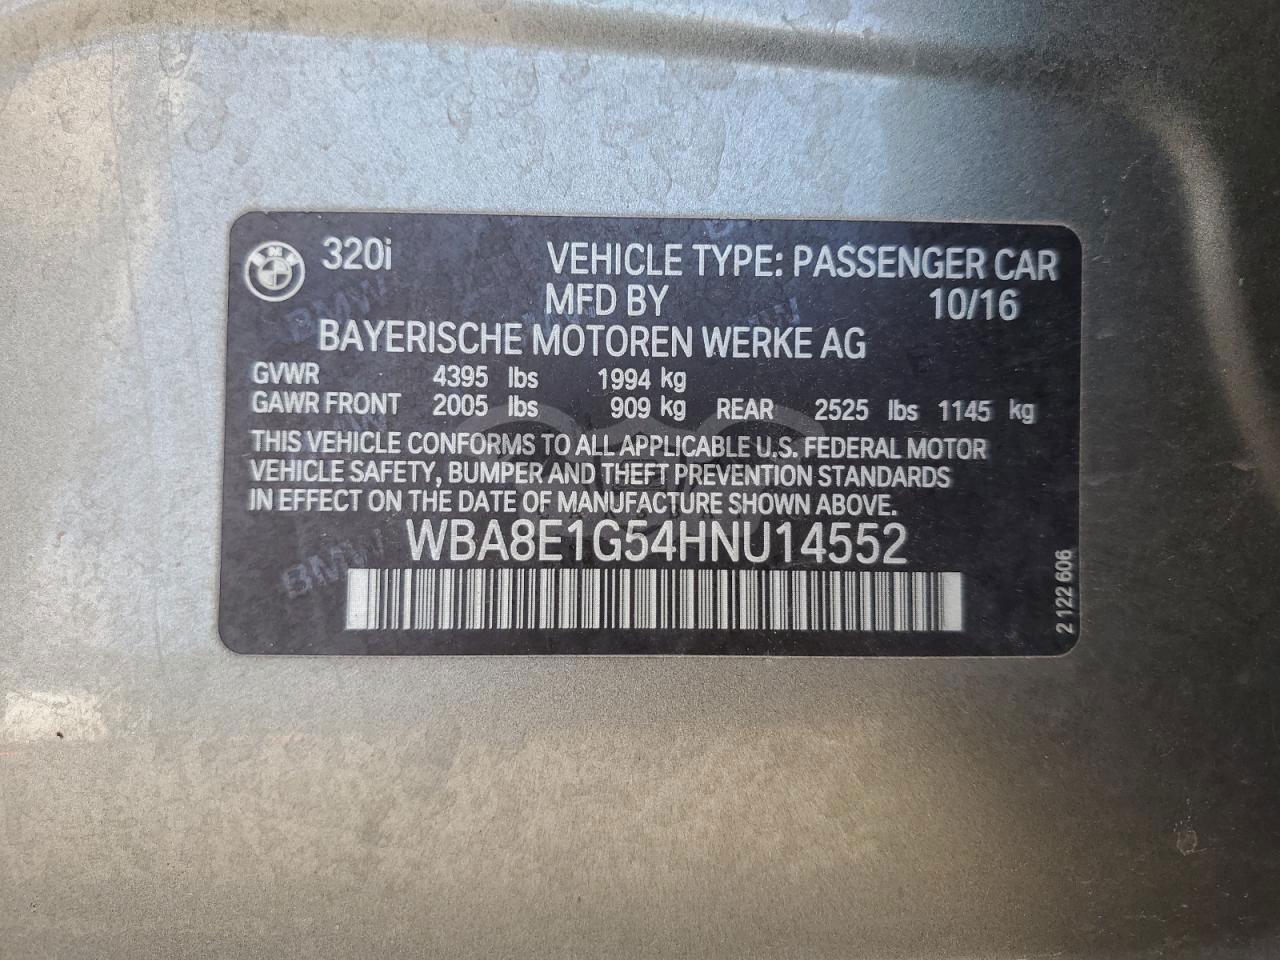 320i VEHICLE TYPE: PASSENGER CAR
MFD BY 10/16
BAYERISCHE MOTOREN WERKE AG
GVWR 4395 lbs 1994 kg
GAWR FRONT 2005 lbs 909 kg REAR 2525 lbs 1145 kg
THIS VEHICLE CONFORMS TO ALL APPLICABLE U.S. FEDERAL MOTOR
VEHICLE SAFETY, BUMPER AND THEFT PREVENTION STANDARDS
IN EFFECT ON THE DATE OF MANUFACTURE SHOWN ABOVE.
WBA8E1G54HNU14552
2 122 606
BMW
BMW